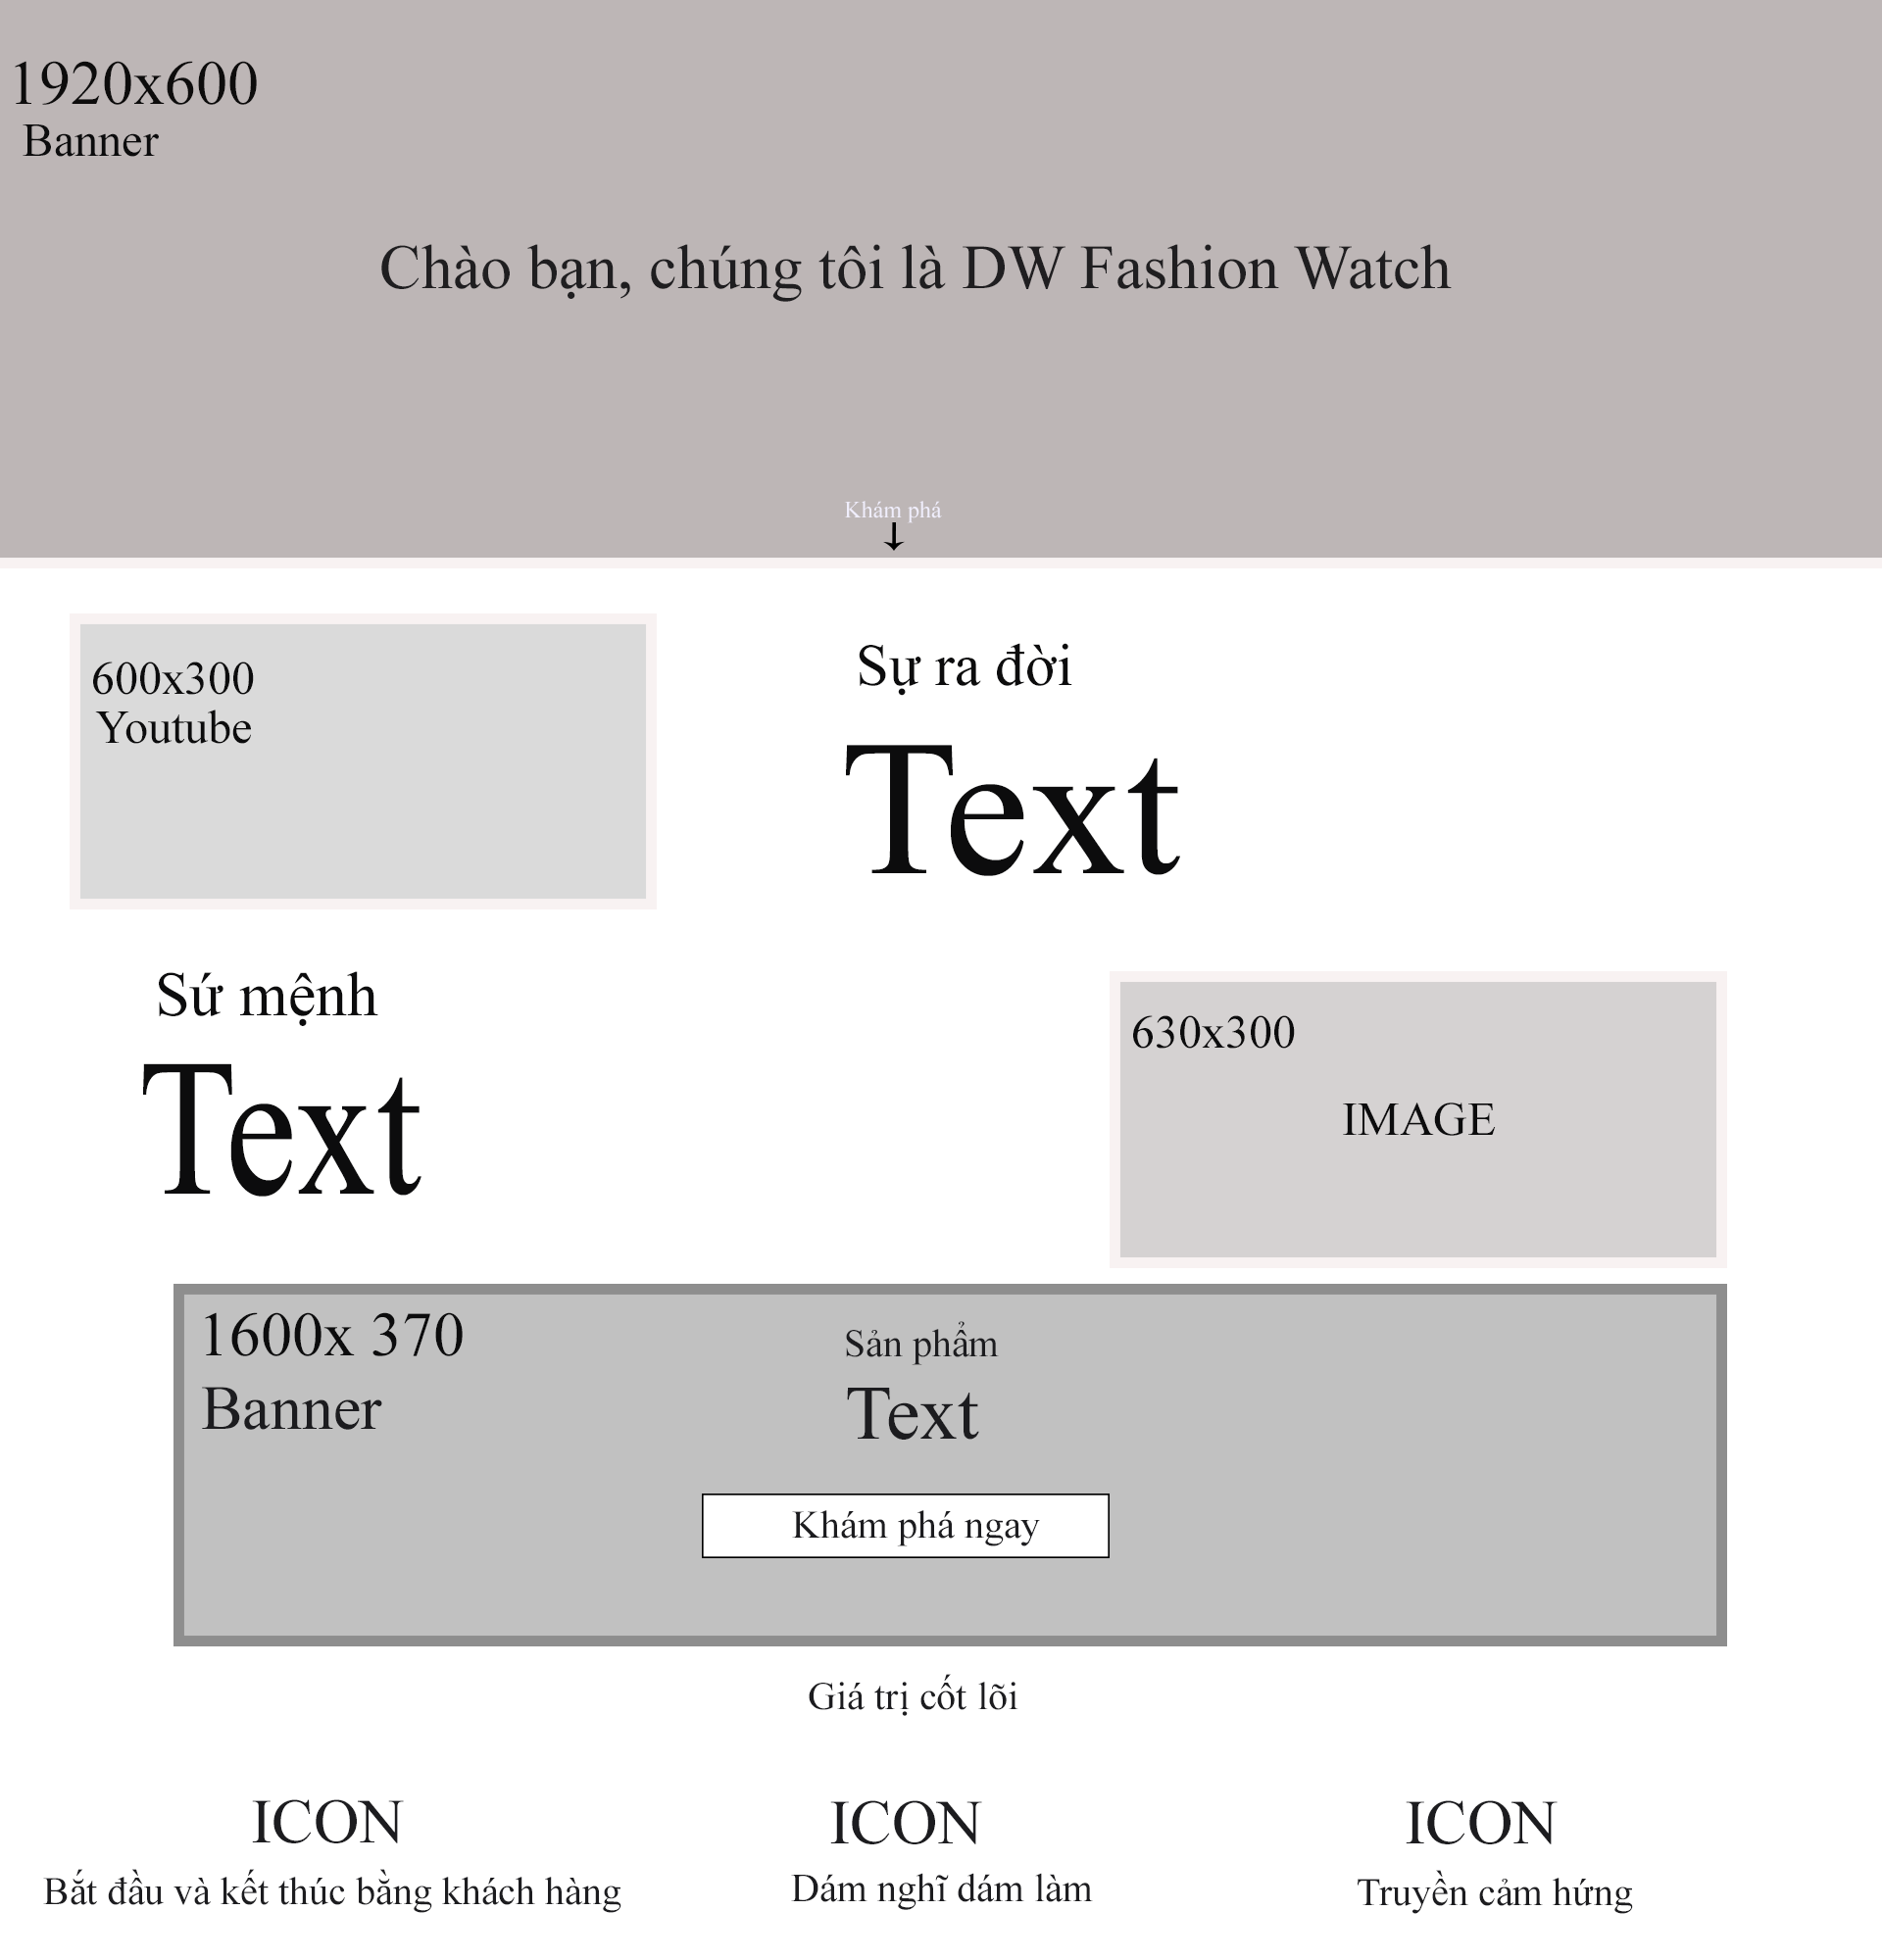 1920x600
Banner
Chào bạn, chúng tôi là DW Fashion Watch
Khám phá
600x300
Youtube
Sự ra đời
Text
Sứ mệnh
Text
630x300
IMAGE
1600x 370
Banner
Sản phẩm
Text
Khám phá ngay
Giá trị cốt lõi
ICON
Bắt đầu và kết thúc bằng khách hàng
ICON
Dám nghĩ dám làm
ICON
Truyền cảm hứng